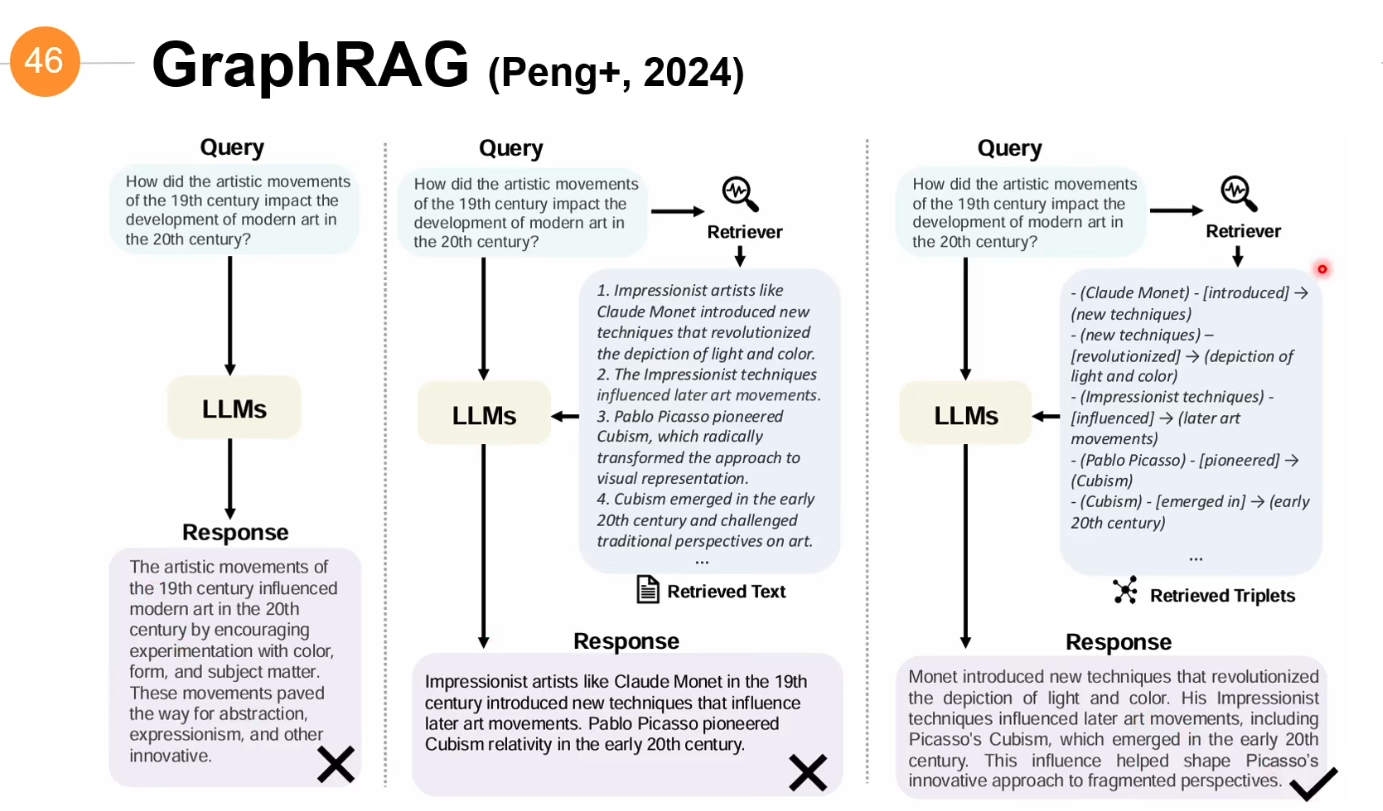 46
GraphRAG (Peng+, 2024)
Query
How did the artistic movements
of the 19th century impact the
development of modern art in
the 20th century?
LLMs
Response
The artistic movements of
the 19th century influenced
modern art in the 20th
century by encouraging
experimentation with color,
form, and subject matter.
These movements paved
the way for abstraction,
expressionism, and other
innovative.
Query
How did the artistic movements
of the 19th century impact the
development of modern art in
the 20th century?
Retriever
1. Impressionist artists like
Claude Monet introduced new
techniques that revolutionized
the depiction of light and color.
2. The Impressionist techniques
influenced later art movements.
3. Pablo Picasso pioneered
Cubism, which radically
transformed the approach to
visual representation.
4. Cubism emerged in the early
20th century and challenged
traditional perspectives on art.
...
Retrieved Text
LLMs
Response
Impressionist artists like Claude Monet in the 19th
century introduced new techniques that influence
later art movements. Pablo Picasso pioneered
Cubism relativity in the early 20th century.
Query
How did the artistic movements
of the 19th century impact the
development of modern art in
the 20th century?
Retriever
- (Claude Monet) - [introduced] →
(new techniques)
- (new techniques) –
[revolutionized] → (depiction of
light and color)
- (Impressionist techniques) -
[influenced] → (later art
movements)
- (Pablo Picasso) - [pioneered] →
(Cubism)
- (Cubism) - [emerged in] → (early
20th century)
...
Retrieved Triplets
LLMs
Response
Monet introduced new techniques that revolutionized
the depiction of light and color. His Impressionist
techniques influenced later art movements, including
Picasso's Cubism, which emerged in the early 20th
century. This influence helped shape Picasso's
innovative approach to fragmented perspectives.